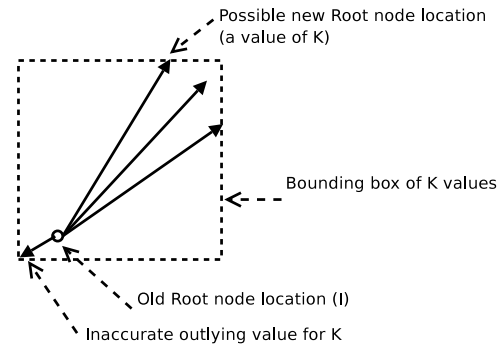 Possible new Root node location
(a value of K)
Bounding box of K values
Old Root node location (I)
Inaccurate outlying value for K